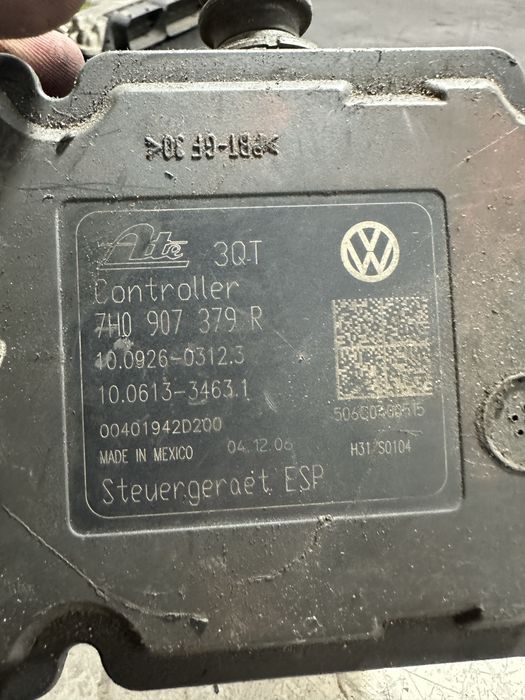 >PBT-GF30<
Ate 3QT
Controller
7H0 907 379 R
10.0926-0312.3
10.0613-3463.1
00401942D200
MADE IN MEXICO 04.12.06 H31/S0104
Steuergeraet ESP